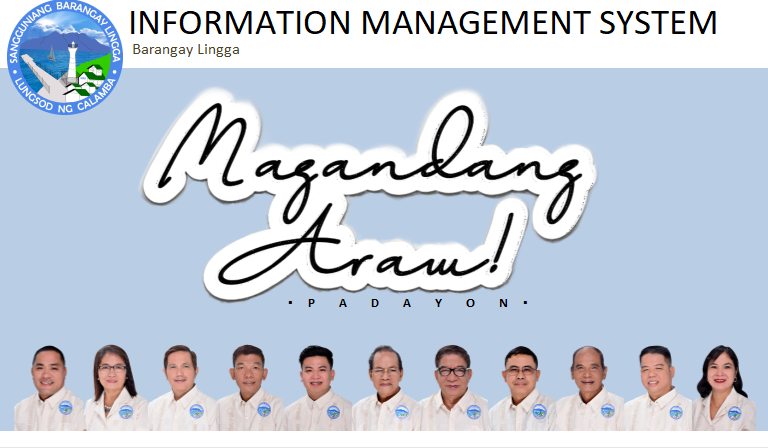 INFORMATION MANAGEMENT SYSTEM
Barangay Lingga
SANGGUNIANG BARANGAY LINGGA
LUNGSOD NG CALAMBA
Magandang
Araw!
▪ P A D A Y O N ▪